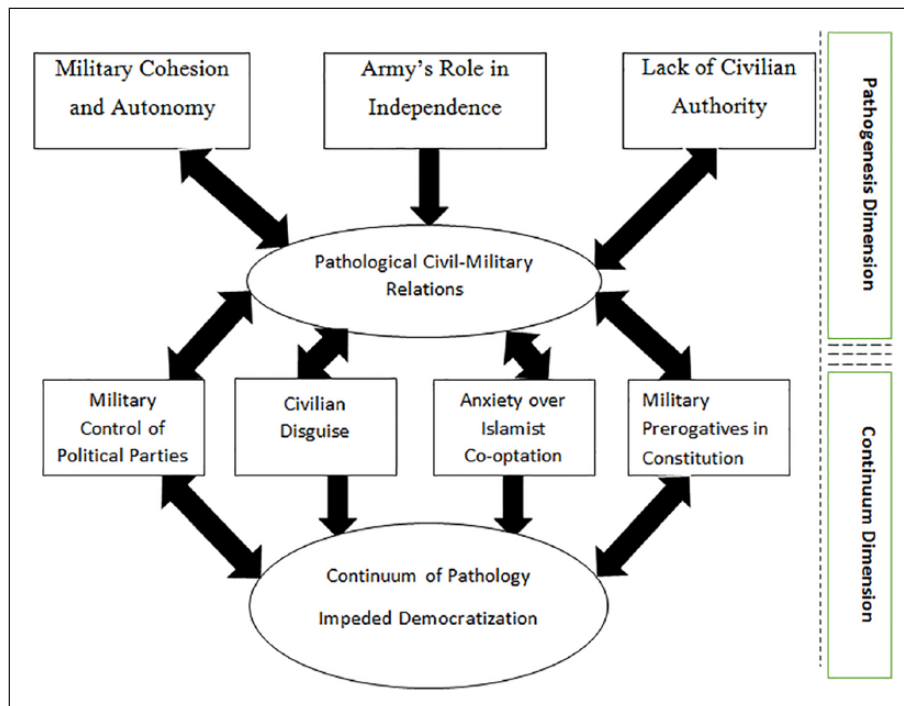 Military Cohesion
and Autonomy
Army's Role in
Independence
Lack of Civilian
Authority
Pathogenesis Dimension
Pathological Civil-Military
Relations
Military
Control of
Political Parties
Civilian
Disguise
Anxiety over
Islamist
Co-optation
Military
Prerogatives in
Constitution
Continuum Dimension
Continuum of Pathology
Impeded Democratization